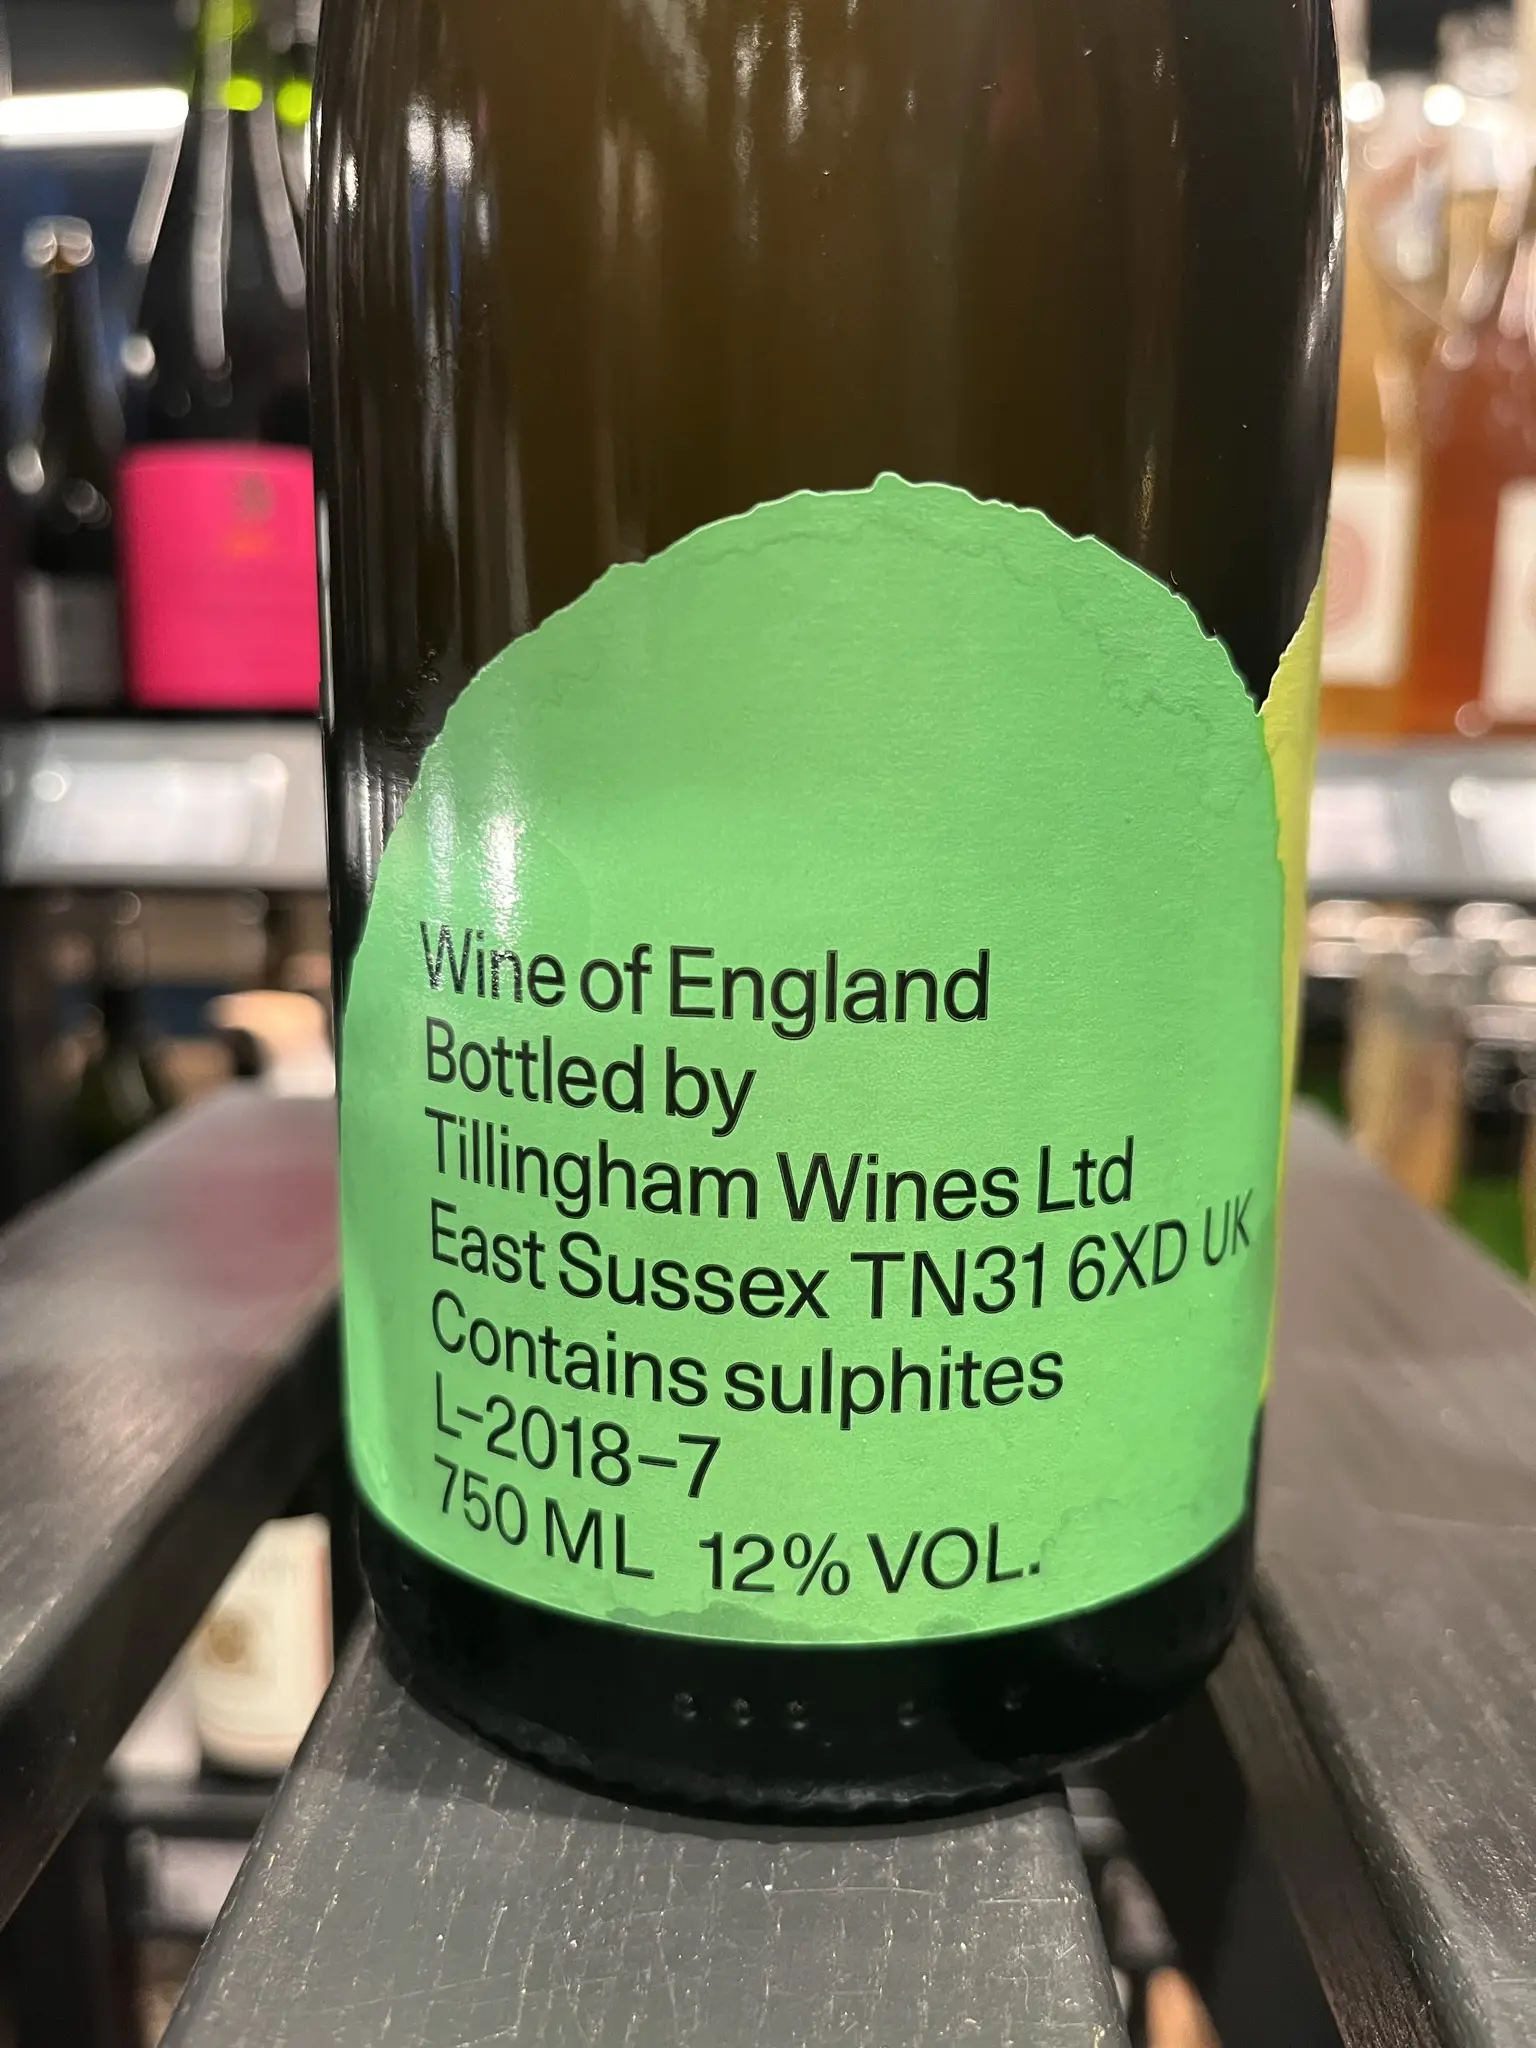 Wine of England
Bottled by
Tillingham Wines Ltd
East Sussex TN31 6XD UK
Contains sulphites
L–2018–7
750 ML 12% VOL.